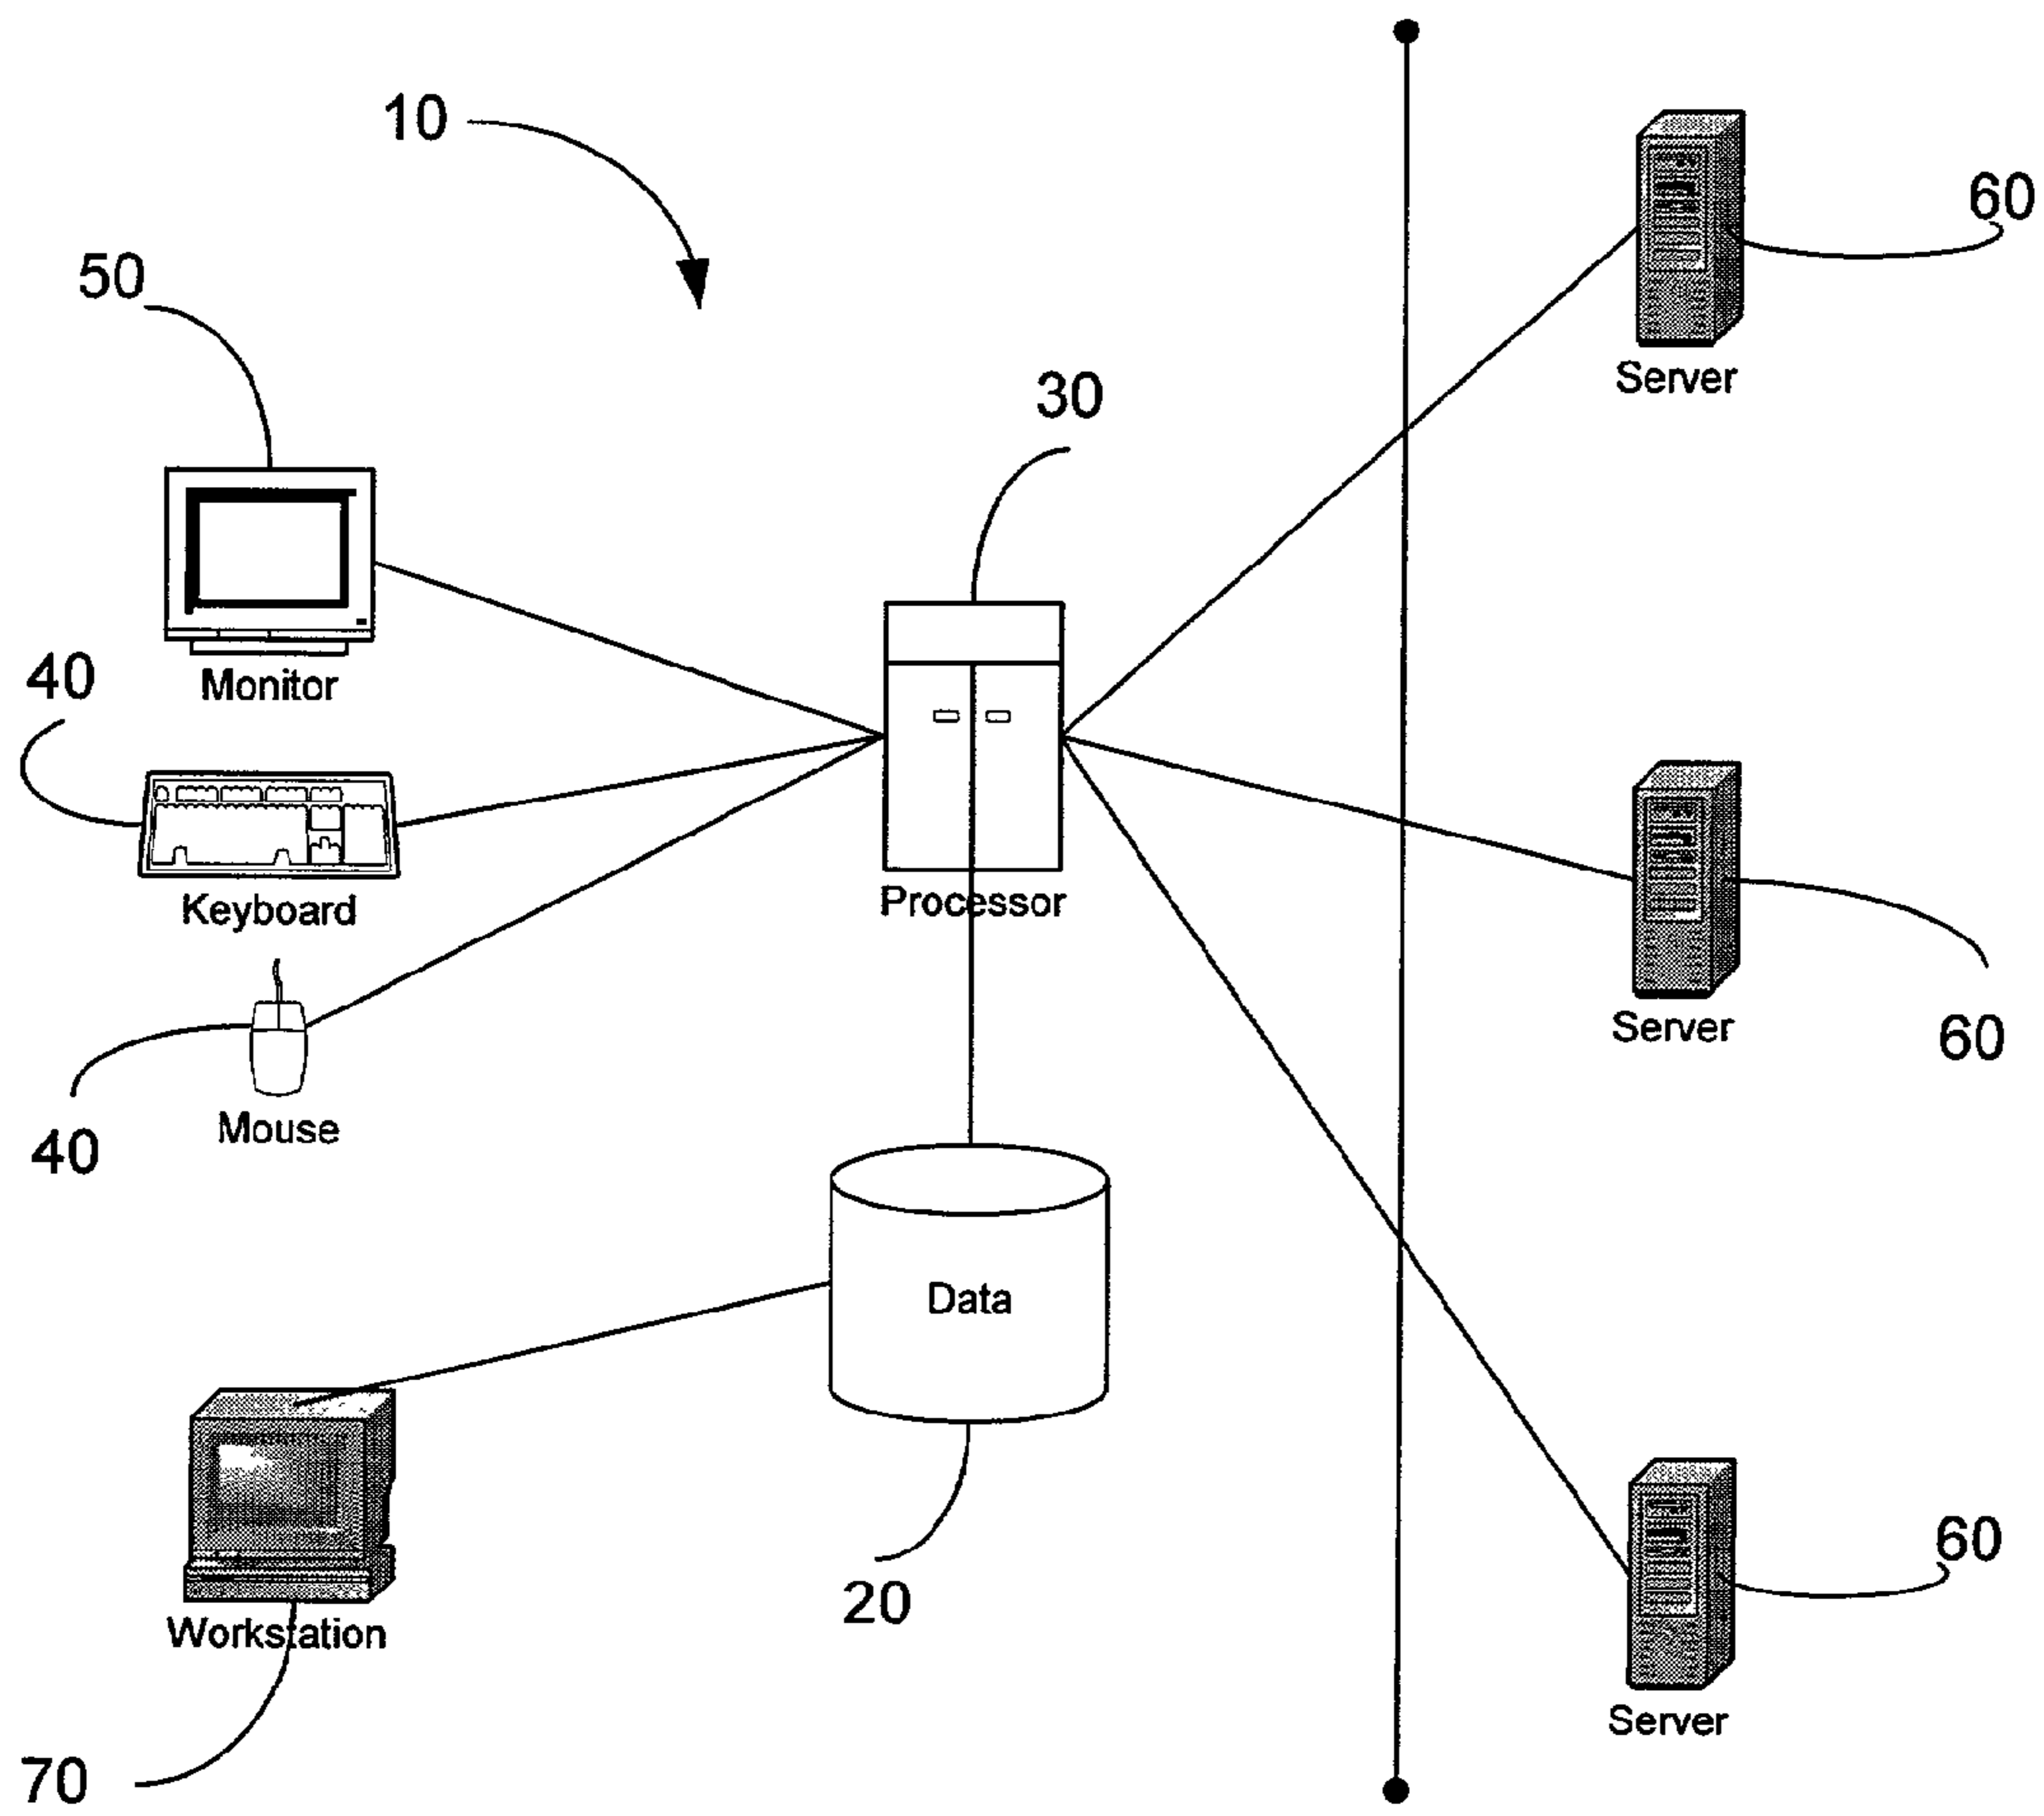 10
60
50
Server
30
Monitor
40
Keyboard
Processor
Server
60
Mouse
40
Data
60
20
Workstation
Server
70